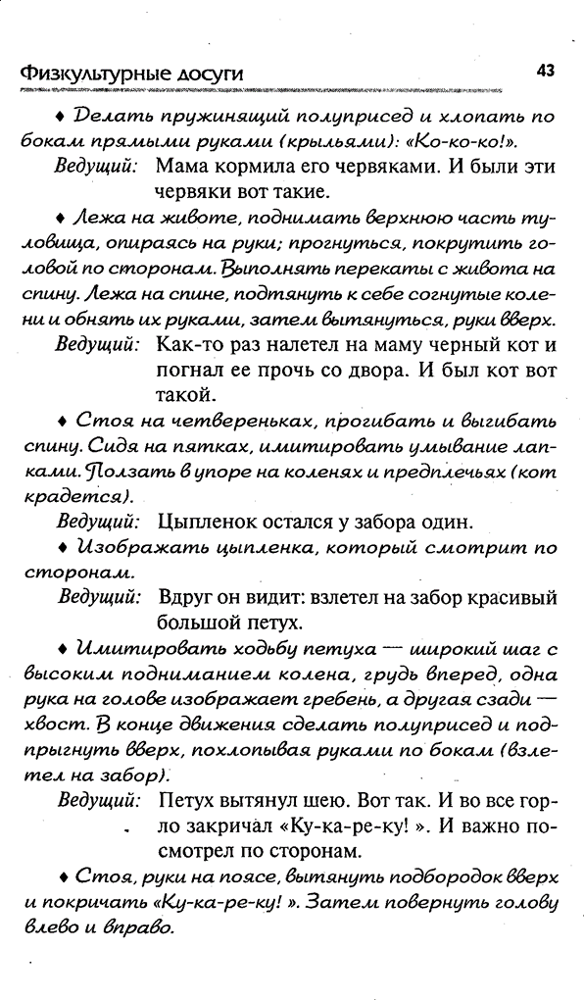 Физкультурные досуги 43
♦ Делать пружинящий полуприсед и хлопать по
бокам прямыми руками (крыльями): «Ко-ко-ко!».
Ведущий: Мама кормила его червяками. И были эти
червяки вот такие.
♦ Лежа на животе, поднимать верхнюю часть ту-
ловища, опираясь на руки; прогнуться, покрутить го-
ловой по сторонам. Выполнять перекаты с живота на
спину. Лежа на спине, подтянуть к себе согнутые коле-
ни и обнять их руками, затем вытянуться, руки вверх.
Ведущий: Как-то раз налетел на маму черный кот и
погнал ее прочь со двора. И был кот вот
такой.
♦ Стоя на четвереньках, прогибать и выгибать
спину. Сидя на пятках, имитировать умывание лап-
ками. Ползать в упоре на коленях и предплечьях (кот
крадется).
Ведущий: Цыпленок остался у забора один.
♦ Изображать цыпленка, который смотрит по
сторонам.
Ведущий: Вдруг он видит: взлетел на забор красивый
большой петух.
♦ Имитировать ходьбу петуха — широкий шаг с
высоким подниманием колена, грудь вперед, одна
рука на голове изображает гребень, а другая сзади —
хвост. В конце движения сделать полуприсед и под-
прыгнуть вверх, похлопывая руками по бокам (взле-
тел на забор).
Ведущий: Петух вытянул шею. Вот так. И во все гор-
ло закричал «Ку-ка-ре-ку! ». И важно по-
смотрел по сторонам.
♦ Стоя, руки на поясе, вытянуть подбородок вверх
и покричать «Ку-ка-ре-ку! ». Затем повернуть голову
влево и вправо.